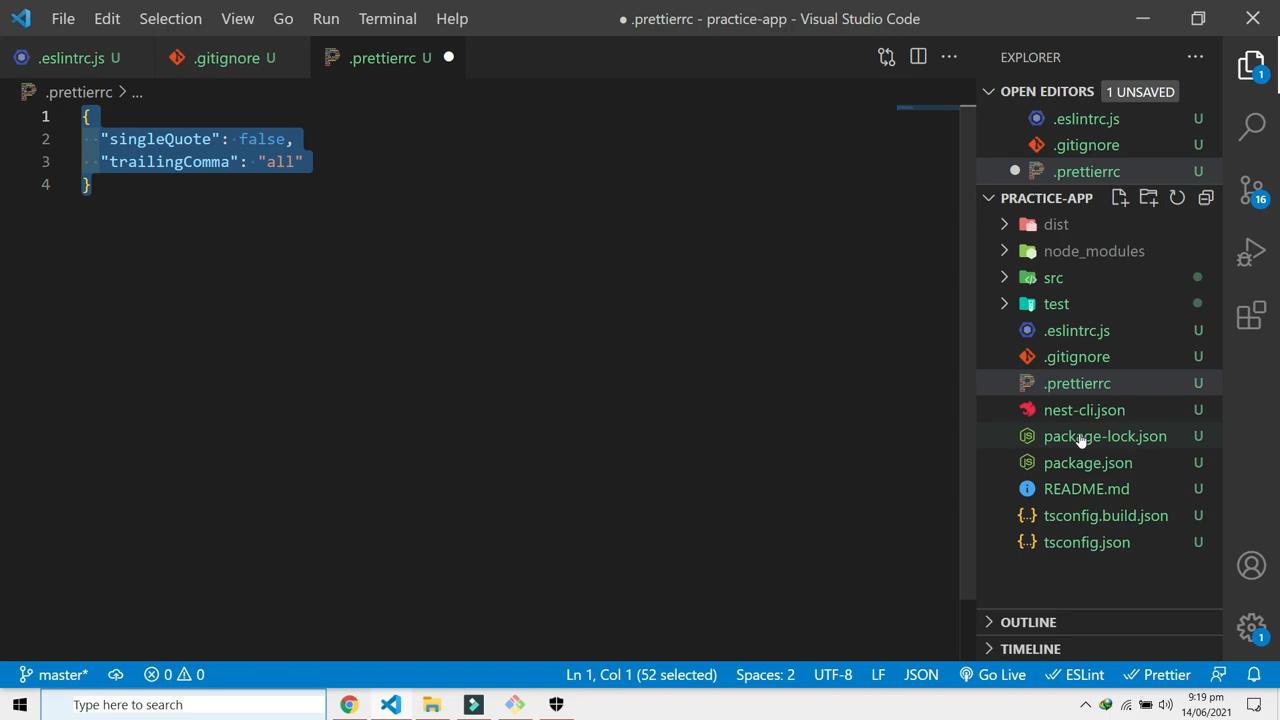 File Edit Selection View Go Run Terminal Help
● .prettierrc - practice-app - Visual Studio Code
.eslintrc.js U
.gitignore U
.prettierrc U
.prettierrc > ...
1 {
2 "singleQuote": false,
3 "trailingComma": "all"
4 }
EXPLORER
OPEN EDITORS 1 UNSAVED
.eslintrc.js U
.gitignore U
.prettierrc U
PRACTICE-APP
dist
node_modules
src
test
.eslintrc.js U
.gitignore U
.prettierrc U
nest-cli.json U
package-lock.json U
package.json U
README.md U
tsconfig.build.json U
tsconfig.json U
OUTLINE
TIMELINE
1
16
1
master* 0 0 Ln 1, Col 1 (52 selected) Spaces: 2 UTF-8 LF JSON Go Live ESLint Prettier
Type here to search
9:19 pm
14/06/2021